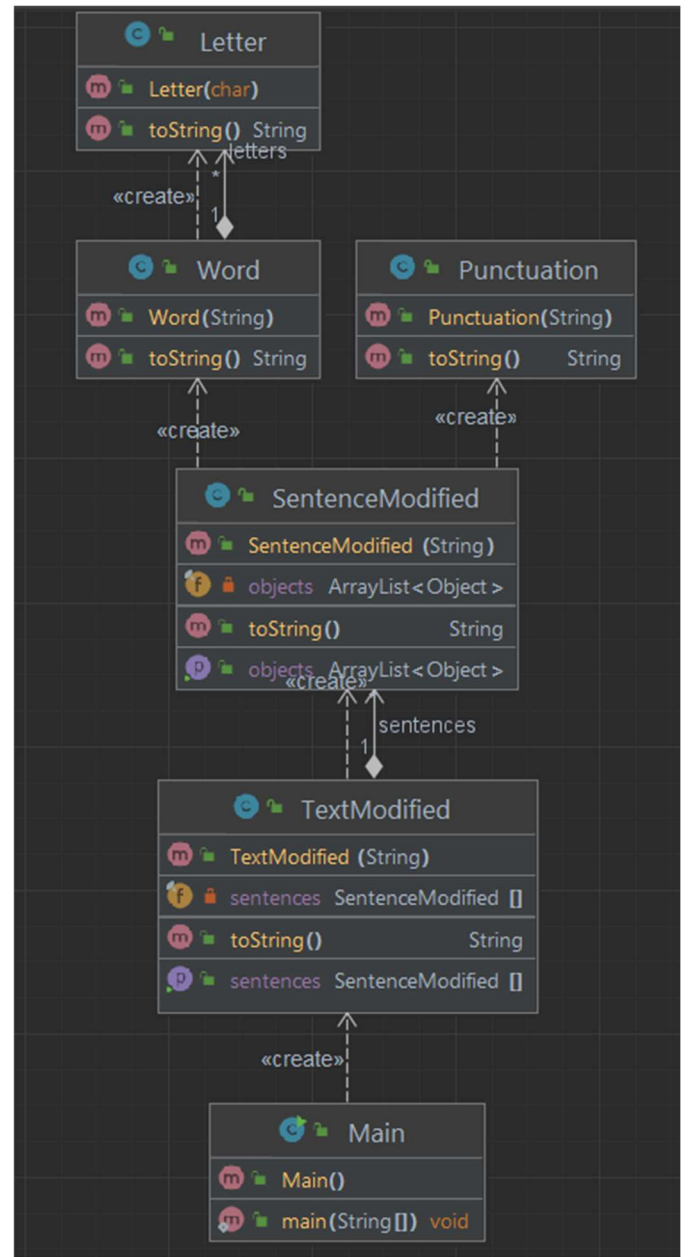 Letter
Letter(char)
toString() String
letters
*
«create»
1
Word
Word(String)
toString() String
Punctuation
Punctuation(String)
toString() String
«create»
«create»
SentenceModified
SentenceModified (String)
objects ArrayList<Object>
toString() String
objects ArrayList<Object>
«create»
sentences
1
TextModified
TextModified (String)
sentences SentenceModified []
toString() String
sentences SentenceModified []
«create»
Main
Main()
main(String[]) void